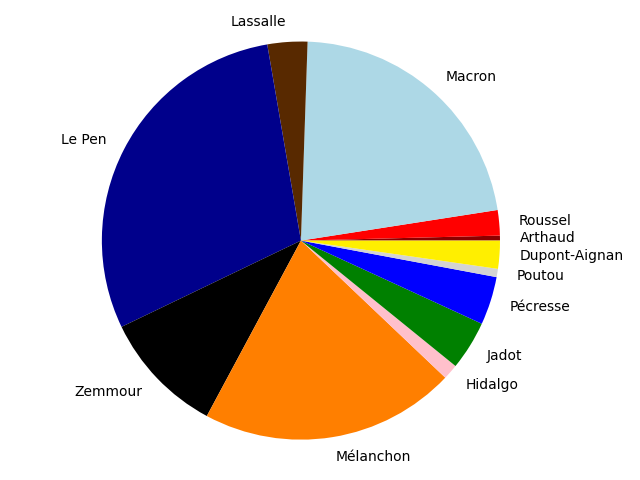 Lassalle
Macron
Le Pen
Roussel
Arthaud
Dupont-Aignan
Poutou
Pécresse
Jadot
Hidalgo
Zemmour
Mélanchon